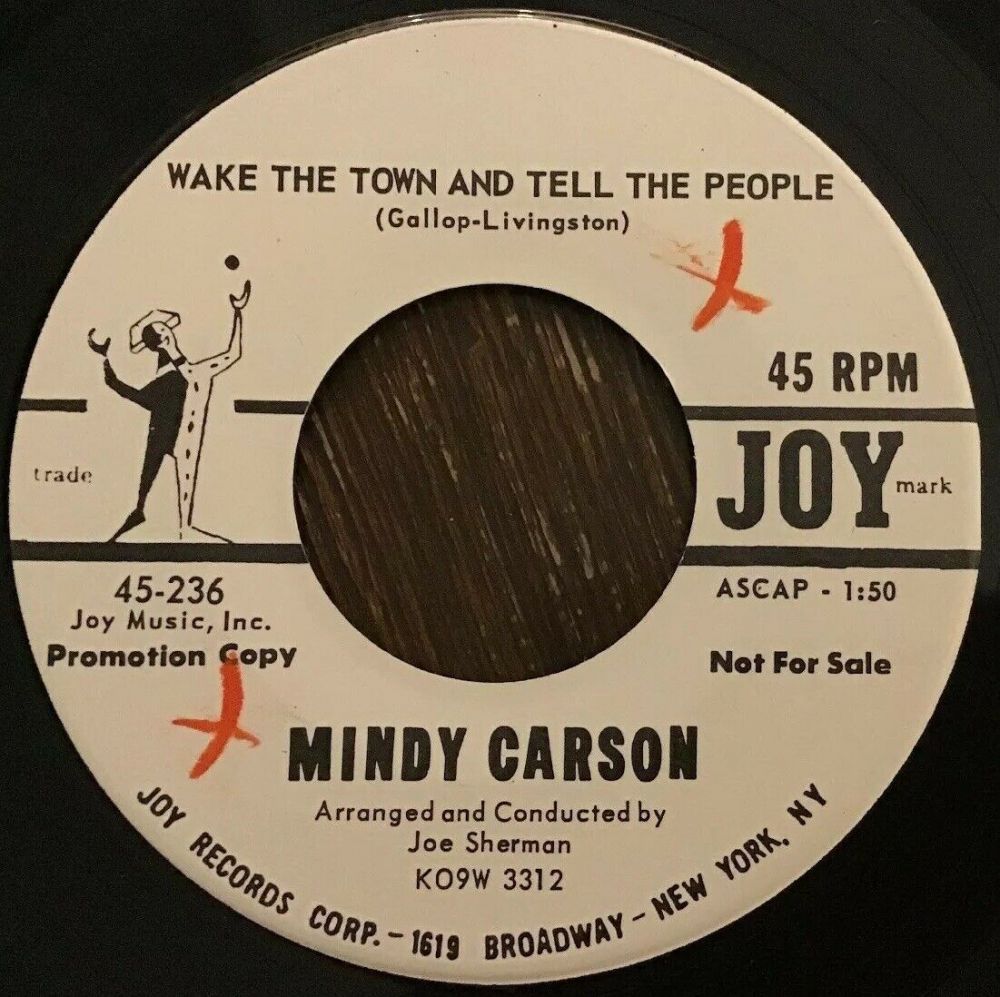 WAKE THE TOWN AND TELL THE PEOPLE
(Gallop-Livingston)
45 RPM
trade
JOY
mark
45-236
Joy Music, Inc.
Promotion Copy
ASCAP - 1:50
Not For Sale
MINDY CARSON
Arranged and Conducted by
Joe Sherman
KO9W 3312
JOY RECORDS CORP. - 1619 BROADWAY - NEW YORK, NY